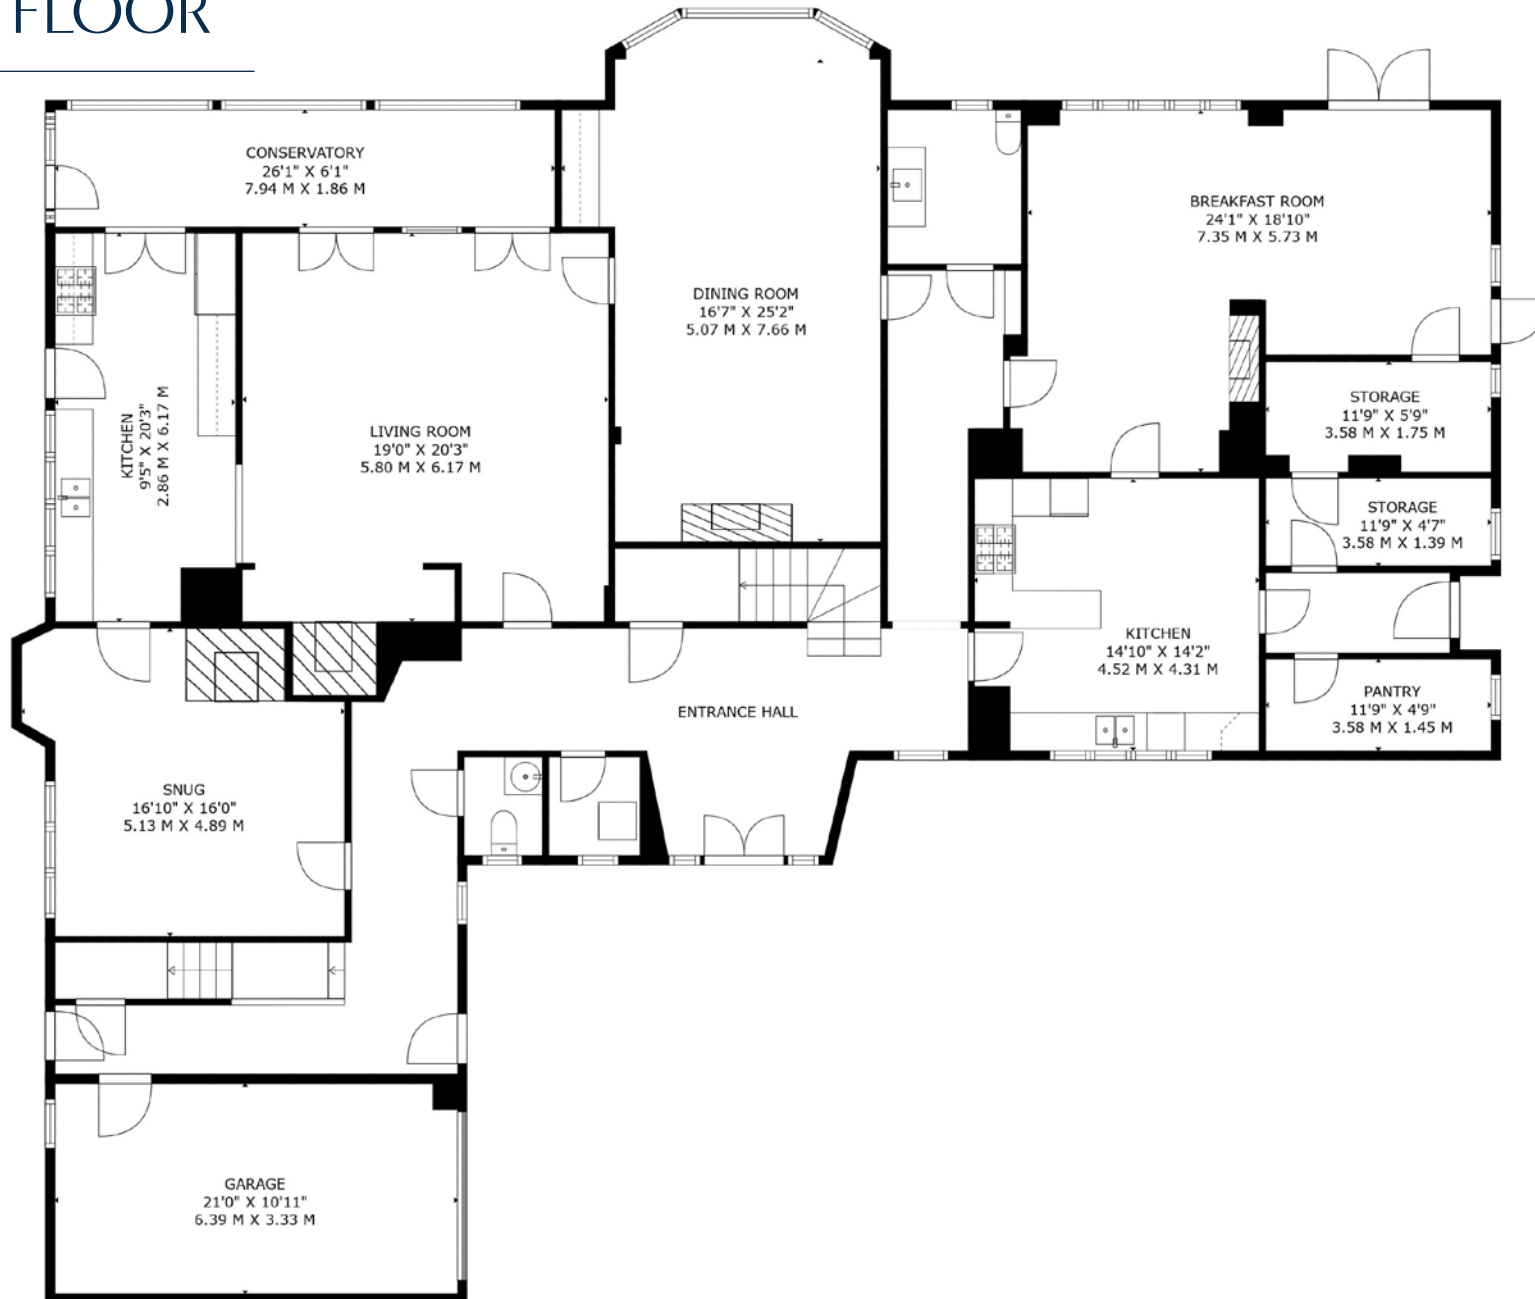 FLOOR
CONSERVATORY
26'1" X 6'1"
7.94 M X 1.86 M
BREAKFAST ROOM
24'1" X 18'10"
7.35 M X 5.73 M
DINING ROOM
16'7" X 25'2"
5.07 M X 7.66 M
KITCHEN
9'5" X 20'3"
2.86 M X 6.17 M
LIVING ROOM
19'0" X 20'3"
5.80 M X 6.17 M
STORAGE
11'9" X 5'9"
3.58 M X 1.75 M
STORAGE
11'9" X 4'7"
3.58 M X 1.39 M
KITCHEN
14'10" X 14'2"
4.52 M X 4.31 M
PANTRY
11'9" X 4'9"
3.58 M X 1.45 M
ENTRANCE HALL
SNUG
16'10" X 16'0"
5.13 M X 4.89 M
GARAGE
21'0" X 10'11"
6.39 M X 3.33 M